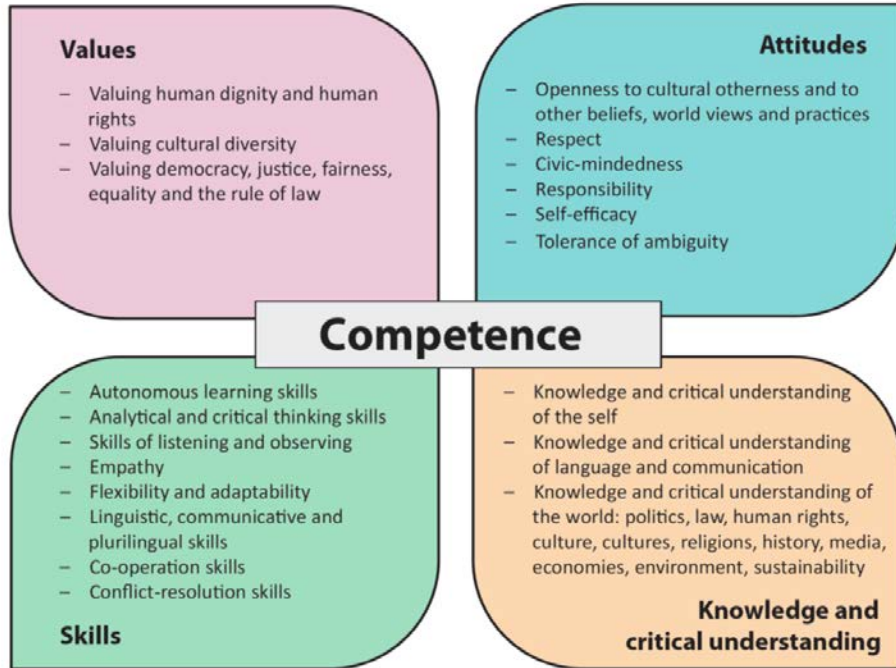 Values
– Valuing human dignity and human
rights
– Valuing cultural diversity
– Valuing democracy, justice, fairness,
equality and the rule of law
Attitudes
– Openness to cultural otherness and to
other beliefs, world views and practices
– Respect
– Civic-mindedness
– Responsibility
– Self-efficacy
– Tolerance of ambiguity
Competence
– Autonomous learning skills
– Analytical and critical thinking skills
– Skills of listening and observing
– Empathy
– Flexibility and adaptability
– Linguistic, communicative and
plurilingual skills
– Co-operation skills
– Conflict-resolution skills
Skills
– Knowledge and critical understanding
of the self
– Knowledge and critical understanding
of language and communication
– Knowledge and critical understanding of
the world: politics, law, human rights,
culture, cultures, religions, history, media,
economies, environment, sustainability
Knowledge and
critical understanding